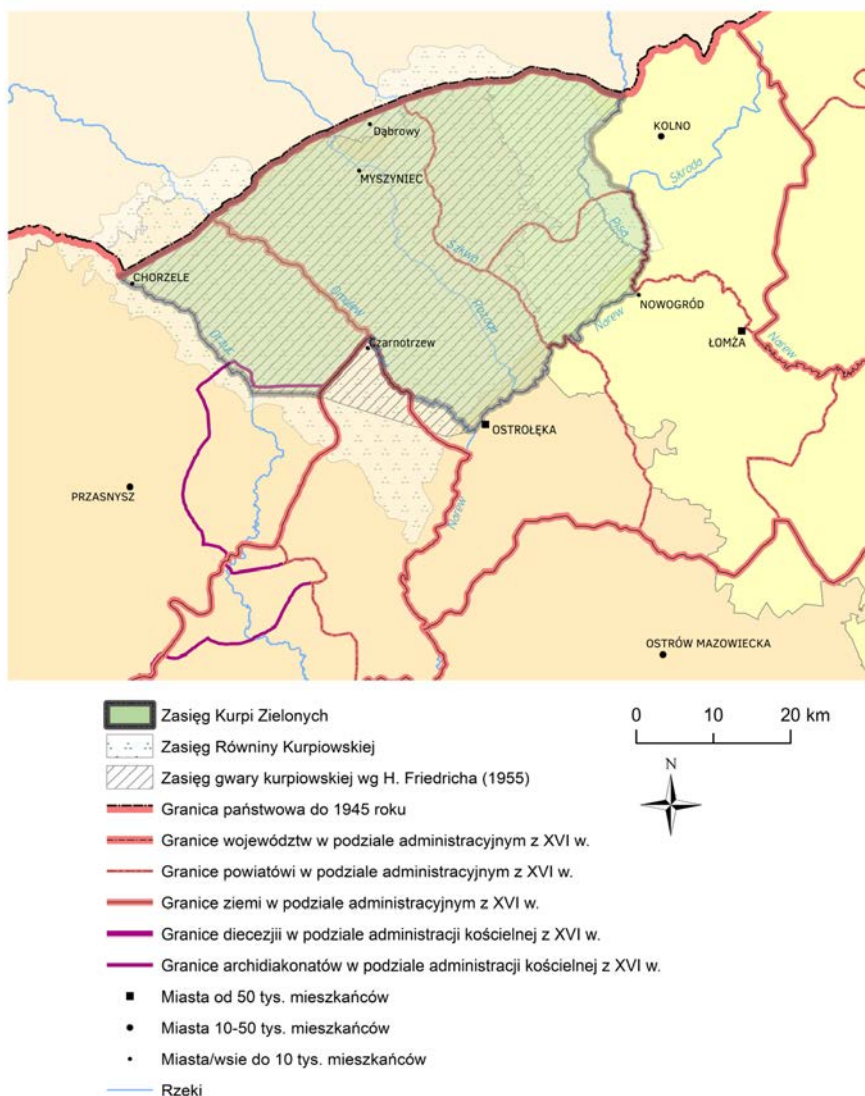 Dąbrowy
KOLNO
MYSZYNIEC
Skroda
Pisa
Szkwa
CHORZELE
Omulew
Rozoga
NOWOGRÓD
Narew
ŁOMŻA
Orzyc
Czarnotrzew
Narew
OSTROŁĘKA
PRZASNYSZ
Narew
OSTRÓW MAZOWIECKA
Zasięg Kurpi Zielonych
0 10 20 km
Zasięg Równiny Kurpiowskiej
Zasięg gwary kurpiowskiej wg H. Friedricha (1955)
N
Granica państwowa do 1945 roku
Granice województw w podziale administracyjnym z XVI w.
Granice powiatówi w podziale administracyjnym z XVI w.
Granice ziemi w podziale administracyjnym z XVI w.
Granice diecezjii w podziale administracji kościelnej z XVI w.
Granice archidiakonatów w podziale administracji kościelnej z XVI w.
Miasta od 50 tys. mieszkańców
Miasta 10-50 tys. mieszkańców
Miasta/wsie do 10 tys. mieszkańców
Rzeki